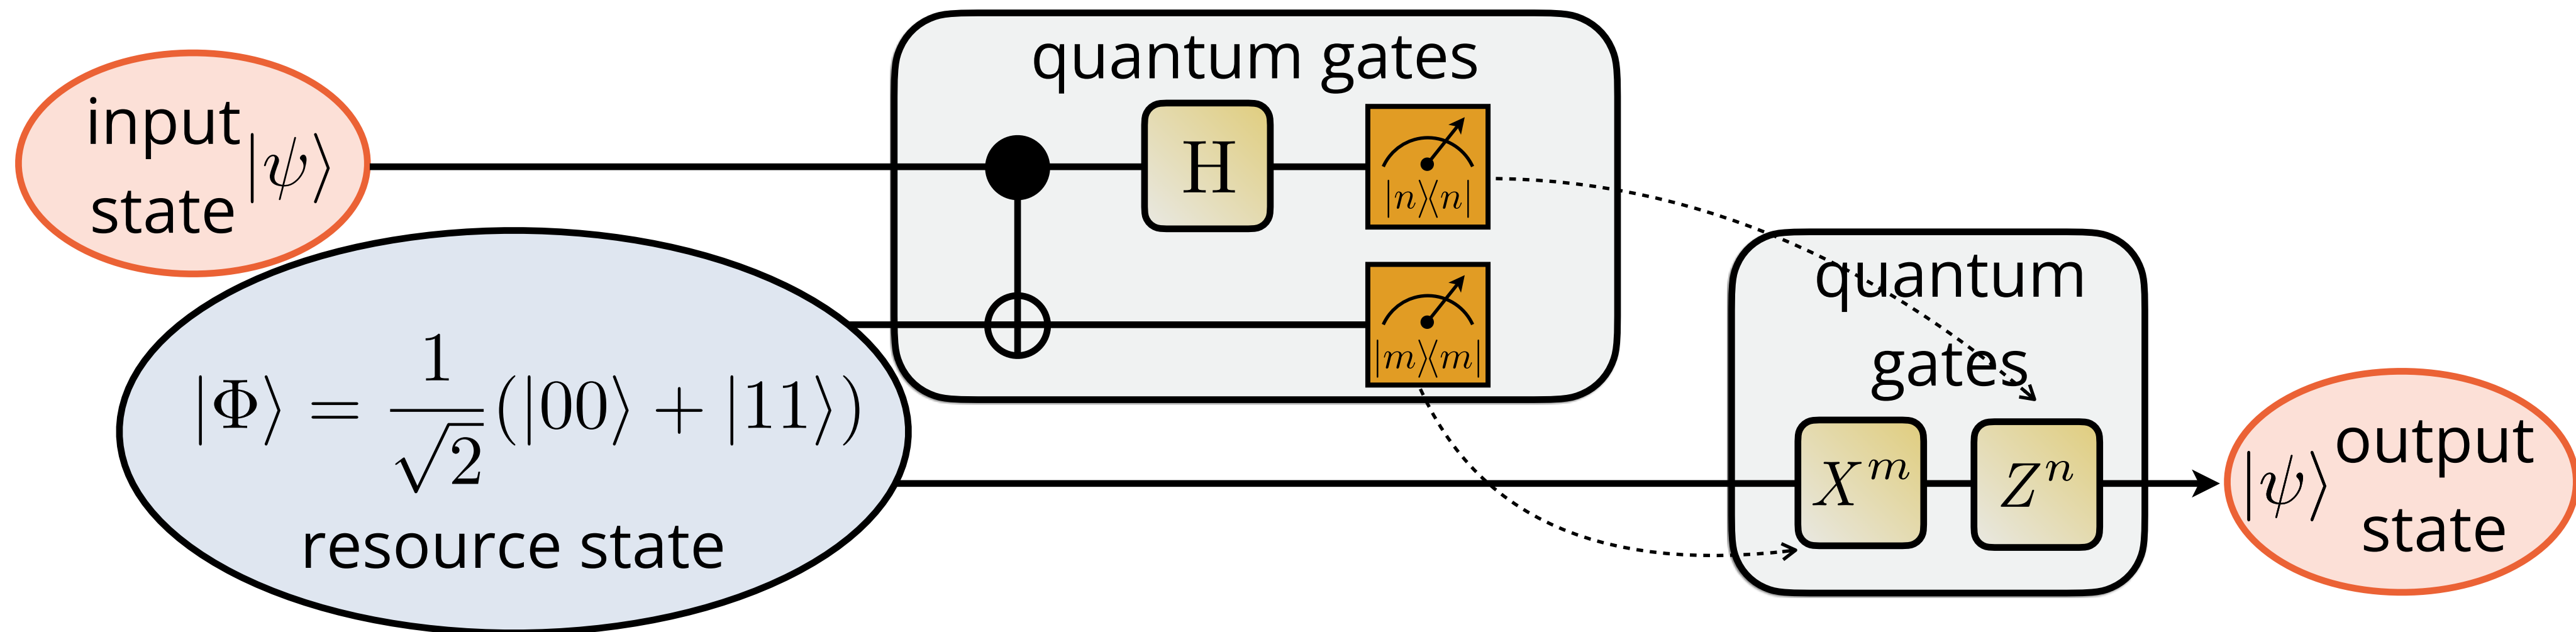 input
state |ψ⟩
|Φ⟩ = 1/√2 (|00⟩ + |11⟩)
resource state
quantum gates
H
|n⟩⟨n|
|m⟩⟨m|
quantum
gates
X^m
Z^n
|ψ⟩ output
state